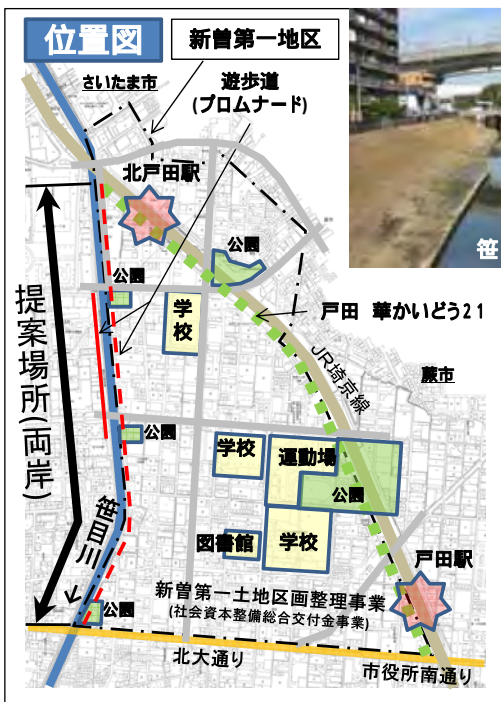 位置図
新曽第一地区
さいたま市
遊歩道
(プロムナード)
北戸田駅
笹
公園
公園
学校
戸田 華かいどう21
提案場所(両岸)
JR埼京線
蕨市
公園
学校
運動場
公園
笹目川
図書館
学校
戸田駅
新曽第一土地区画整理事業
(社会資本整備総合交付金事業)
公園
北大通り
市役所南通り